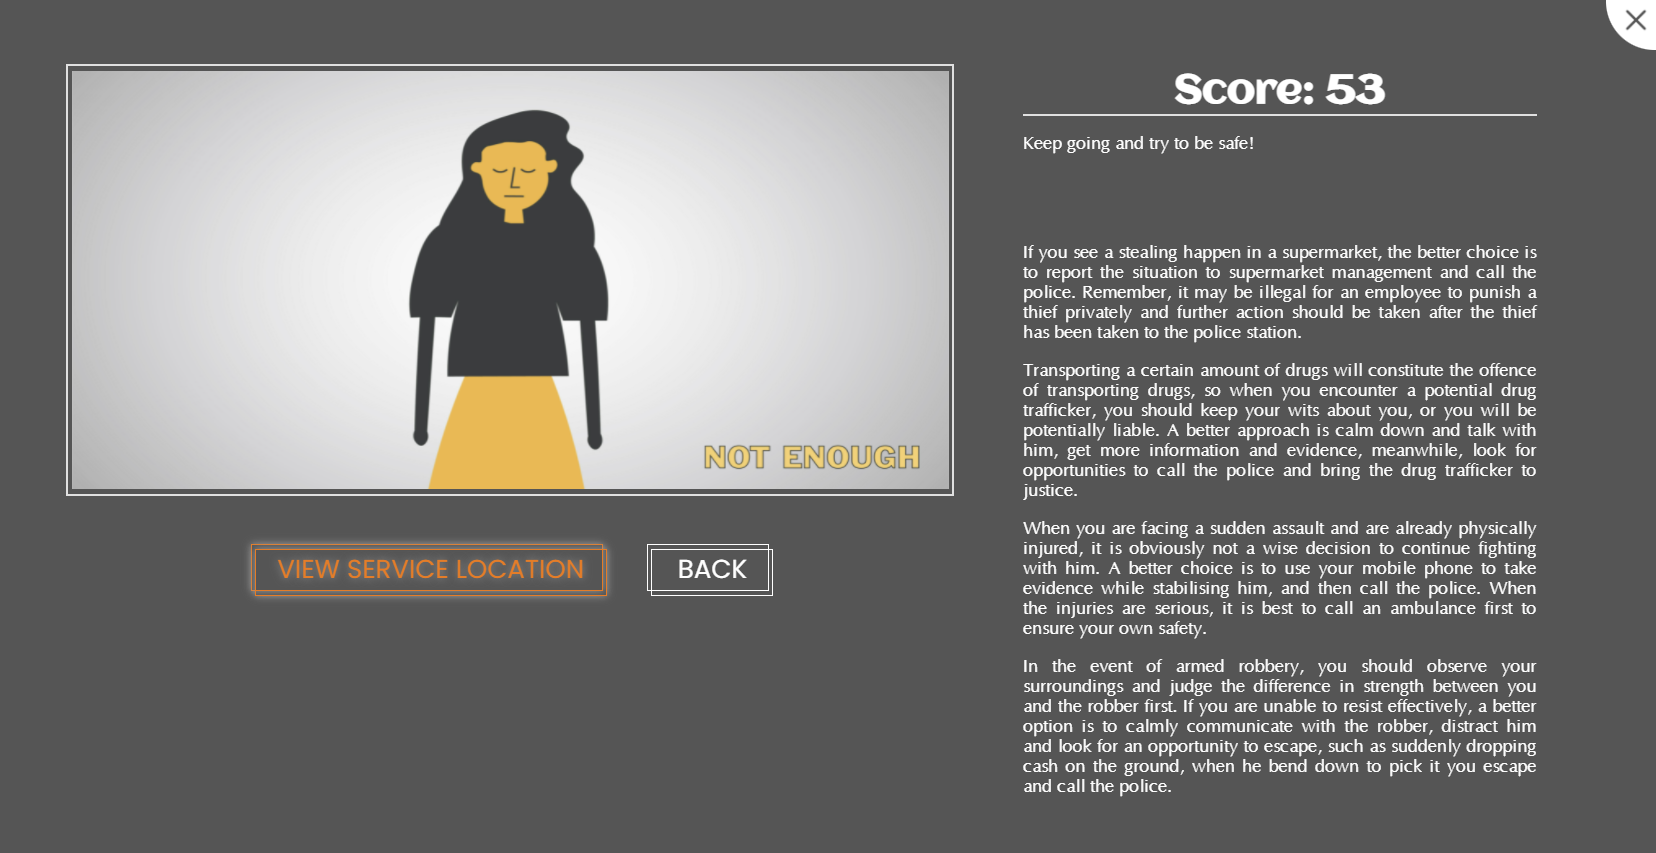 NOT ENOUGH
VIEW SERVICE LOCATION
BACK
Score: 53
Keep going and try to be safe!
If you see a stealing happen in a supermarket, the better choice is
to report the situation to supermarket management and call the
police. Remember, it may be illegal for an employee to punish a
thief privately and further action should be taken after the thief
has been taken to the police station.
Transporting a certain amount of drugs will constitute the offence
of transporting drugs, so when you encounter a potential drug
trafficker, you should keep your wits about you, or you will be
potentially liable. A better approach is calm down and talk with
him, get more information and evidence, meanwhile, look for
opportunities to call the police and bring the drug trafficker to
justice.
When you are facing a sudden assault and are already physically
injured, it is obviously not a wise decision to continue fighting
with him. A better choice is to use your mobile phone to take
evidence while stabilising him, and then call the police. When
the injuries are serious, it is best to call an ambulance first to
ensure your own safety.
In the event of armed robbery, you should observe your
surroundings and judge the difference in strength between you
and the robber first. If you are unable to resist effectively, a better
option is to calmly communicate with the robber, distract him
and look for an opportunity to escape, such as suddenly dropping
cash on the ground, when he bend down to pick it you escape
and call the police.